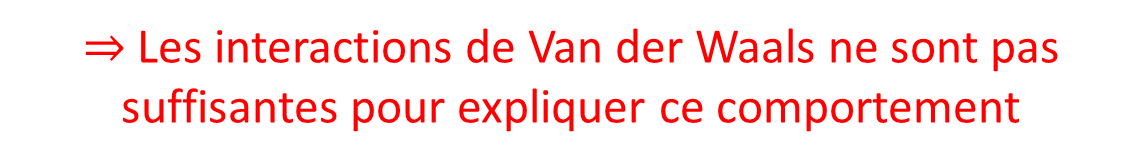 ⇒ Les interactions de Van der Waals ne sont pas
suffisantes pour expliquer ce comportement